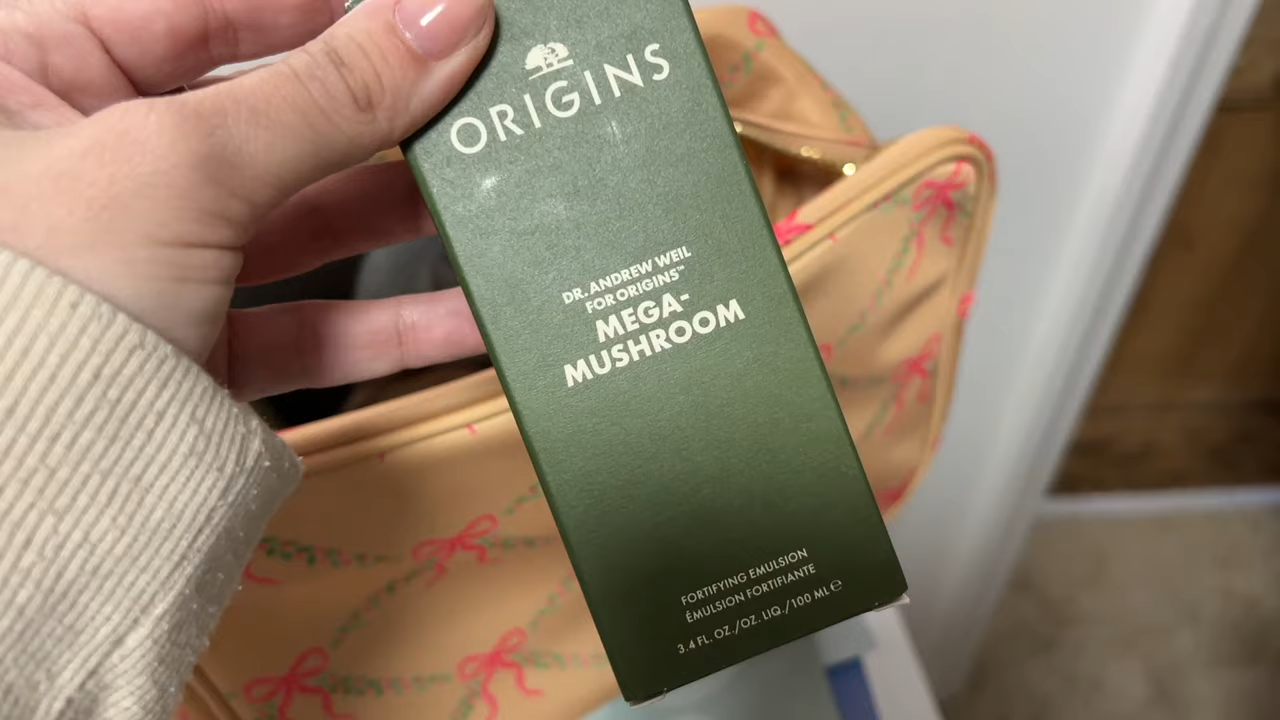 ORIGINS
DR. ANDREW WEIL
FOR ORIGINS™
MEGA-
MUSHROOM
FORTIFYING EMULSION
ÉMULSION FORTIFIANTE
3.4 FL. OZ./OZ. LIQ./100 ML ℮